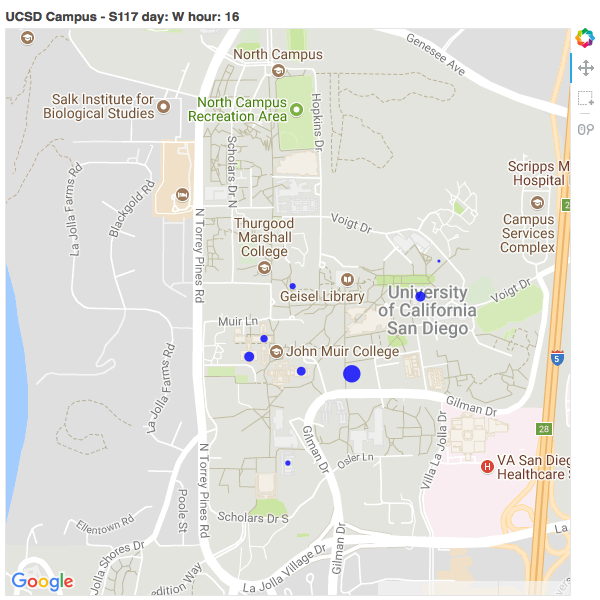 UCSD Campus - S117 day: W hour: 16
Genesee Ave
North Campus
Salk Institute for
Biological Studies
North Campus
Recreation Area
Hopkins Dr
Scholars Dr N
Scripps M
Hospital
La Jolla Farms Rd
Blackgold Rd
N Torrey Pines Rd
Voigt Dr
Thurgood
Marshall
College
Campus
Services
Complex
Geisel Library
University
of California
San Diego
Voigt Dr
Muir Ln
John Muir College
5
La Jolla Farms Rd
Gilman Dr
28
Gilman Dr
Villa La Jolla Dr
N Torrey Pines Rd
Osler Ln
H
VA San Dieg
Healthcare
Poole St
Scholars Dr S
Ellentown Rd
La
Gilman Dr
Jolla Shores Dr
La Jolla Village Dr
edition Way
Google